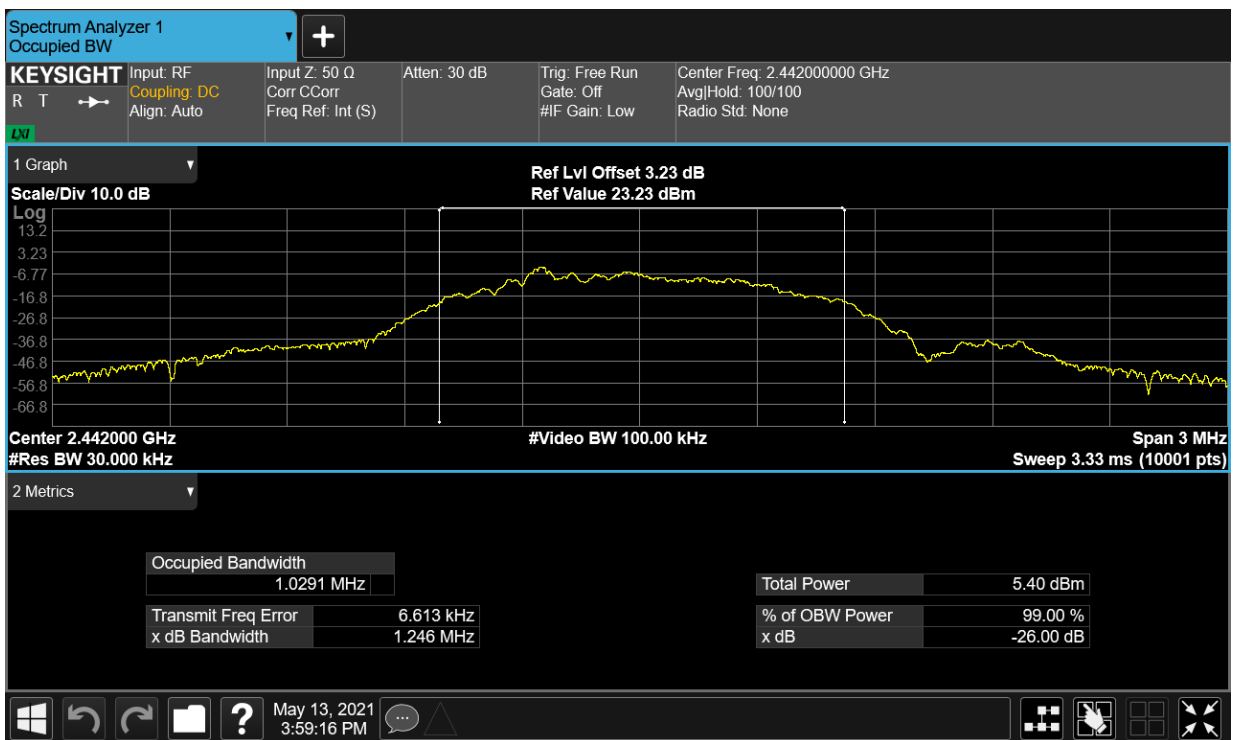 Spectrum Analyzer 1
Occupied BW
+
KEYSIGHT
R T
LXI
Input: RF
Coupling: DC
Align: Auto
Input Z: 50 Ω
Corr CCorr
Freq Ref: Int (S)
Atten: 30 dB
Trig: Free Run
Gate: Off
#IF Gain: Low
Center Freq: 2.442000000 GHz
Avg|Hold: 100/100
Radio Std: None
1 Graph
Scale/Div 10.0 dB
Ref Lvl Offset 3.23 dB
Ref Value 23.23 dBm
Log
13.2
3.23
-6.77
-16.8
-26.8
-36.8
-46.8
-56.8
-66.8
Center 2.442000 GHz
#Video BW 100.00 kHz
Span 3 MHz
#Res BW 30.000 kHz
Sweep 3.33 ms (10001 pts)
2 Metrics
Occupied Bandwidth
1.0291 MHz
Total Power 5.40 dBm
Transmit Freq Error 6.613 kHz
% of OBW Power 99.00 %
x dB Bandwidth 1.246 MHz
x dB -26.00 dB
?
May 13, 2021
3:59:16 PM